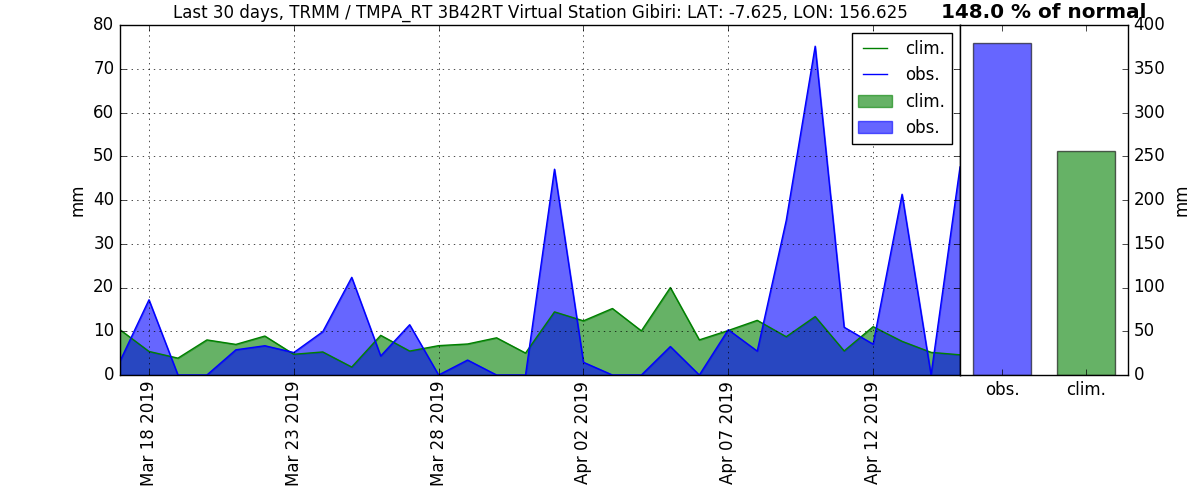 Last 30 days, TRMM / TMPA_RT 3B42RT Virtual Station Gibiri: LAT: -7.625, LON: 156.625
148.0 % of normal
80
70
60
50
40
30
20
10
0
mm
clim.
obs.
clim.
obs.
400
350
300
250
200
150
100
50
0
mm
obs.
clim.
Mar 18 2019
Mar 23 2019
Mar 28 2019
Apr 02 2019
Apr 07 2019
Apr 12 2019